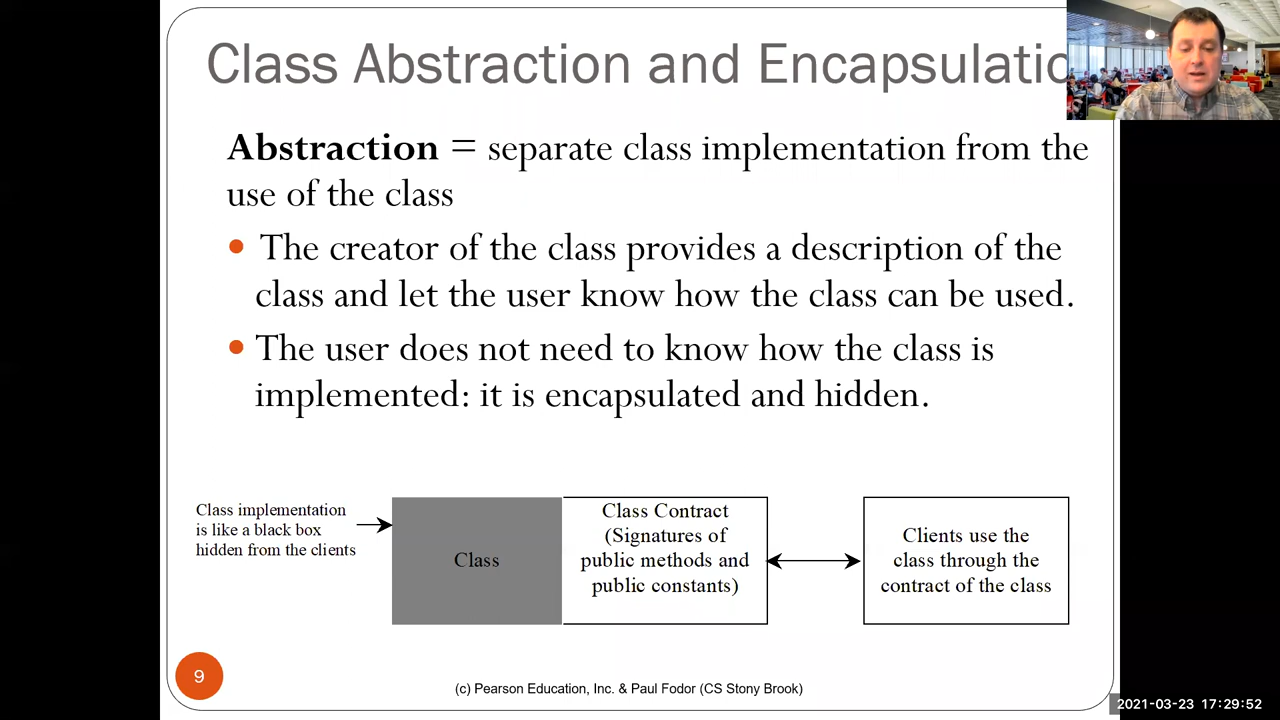 Class Abstraction and Encapsulatio
Abstraction = separate class implementation from the
use of the class
• The creator of the class provides a description of the
class and let the user know how the class can be used.
• The user does not need to know how the class is
implemented: it is encapsulated and hidden.
Class implementation
is like a black box
hidden from the clients
Class
Class Contract
(Signatures of
public methods and
public constants)
Clients use the
class through the
contract of the class
9
(c) Pearson Education, Inc. & Paul Fodor (CS Stony Brook)
2021-03-23 17:29:52